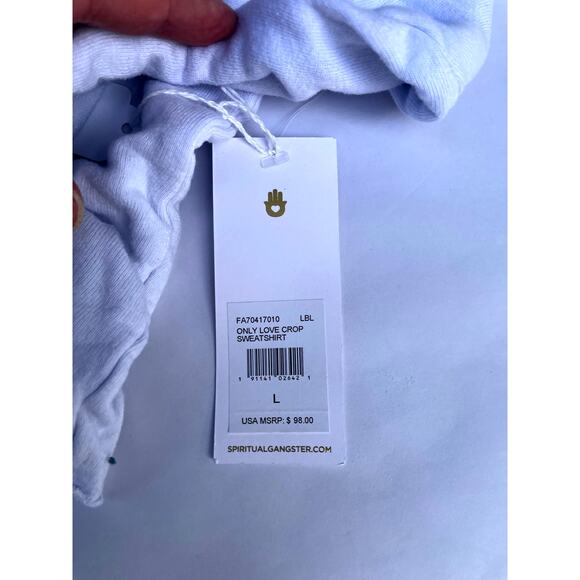 FA70417010 LBL
ONLY LOVE CROP
SWEATSHIRT
1 91141 02642 1
L
USA MSRP: $ 98.00
SPIRITUALGANGSTER.COM